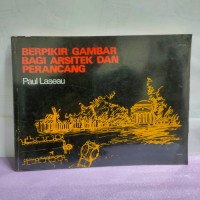 BERPIKIR GAMBAR
BAGI ARSITEK DAN
PERANCANG
Paul Laseau